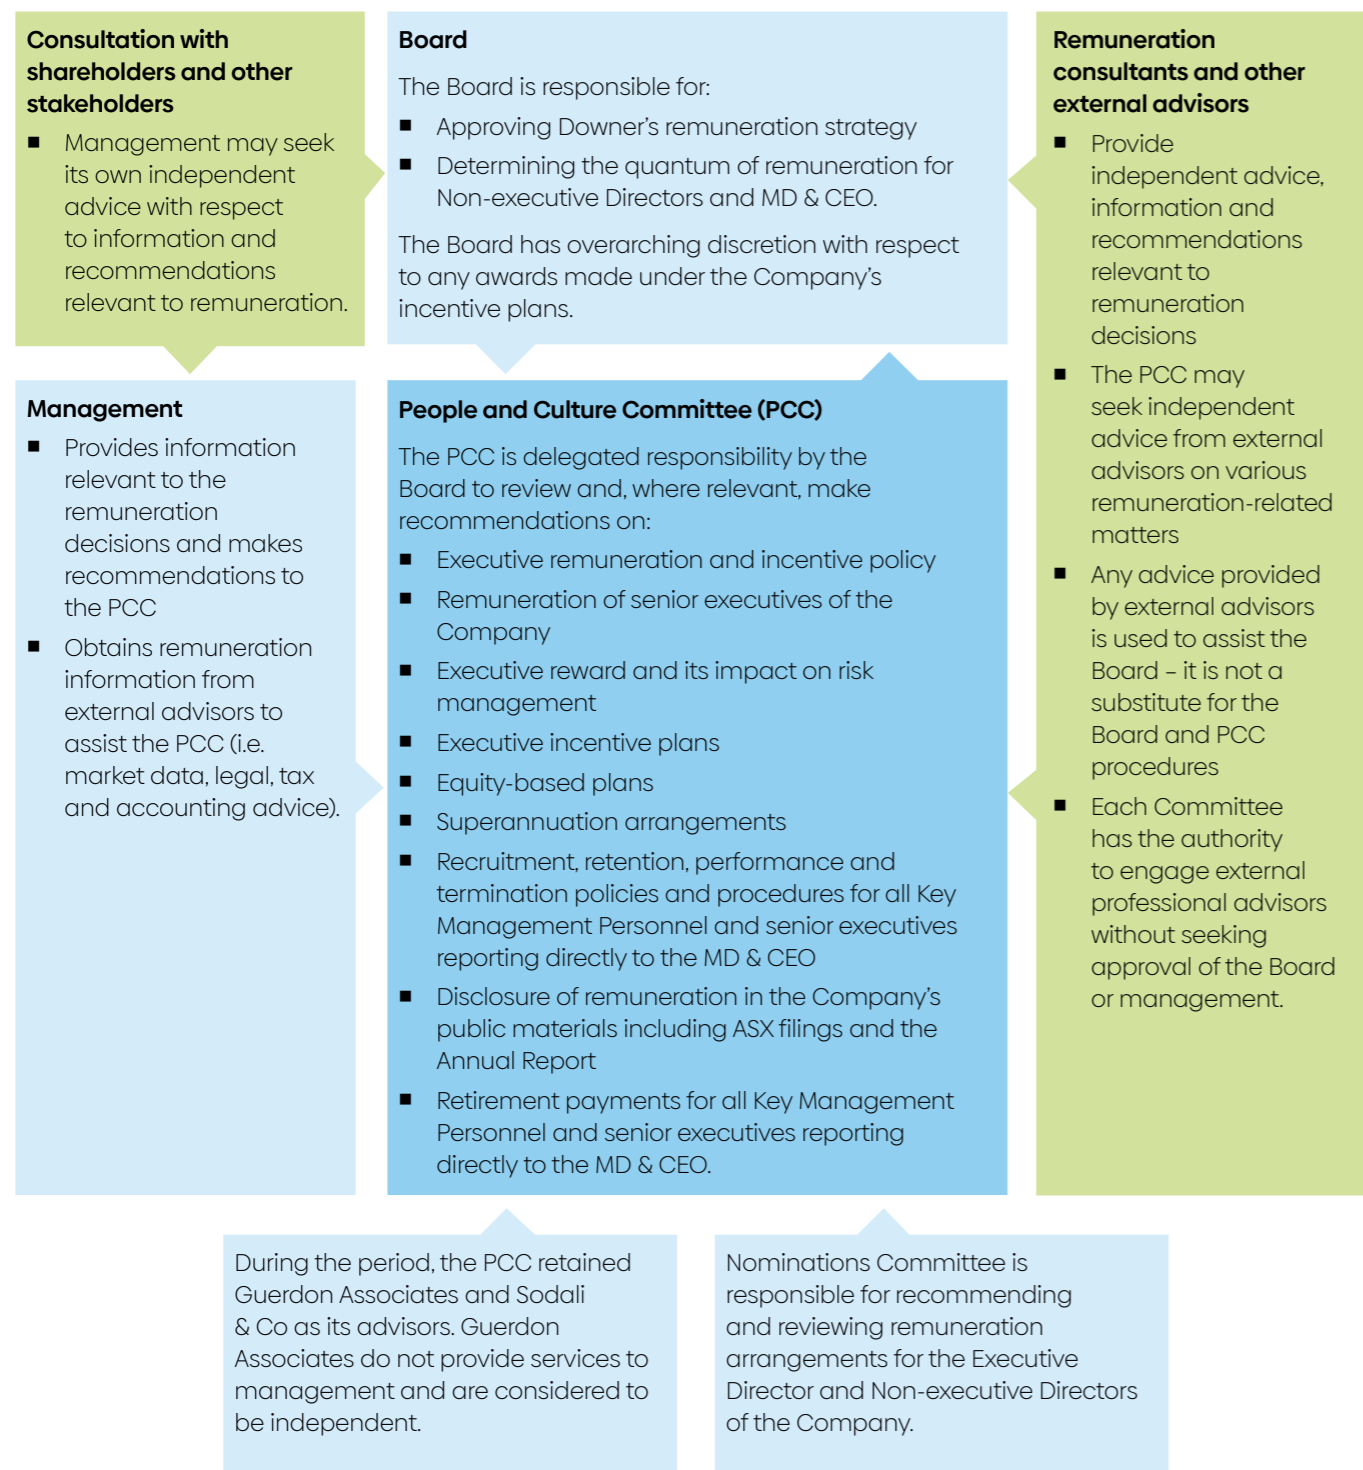 Consultation with
shareholders and other
stakeholders
■ Management may seek
its own independent
advice with respect
to information and
recommendations
relevant to remuneration.
Board
The Board is responsible for:
■ Approving Downer's remuneration strategy
■ Determining the quantum of remuneration for
Non-executive Directors and MD & CEO.
The Board has overarching discretion with respect
to any awards made under the Company's
incentive plans.
Remuneration
consultants and other
external advisors
■ Provide
independent advice,
information and
recommendations
relevant to
remuneration
decisions
■ The PCC may
seek independent
advice from external
advisors on various
remuneration-related
matters
■ Any advice provided
by external advisors
is used to assist the
Board – it is not a
substitute for the
Board and PCC
procedures
■ Each Committee
has the authority
to engage external
professional advisors
without seeking
approval of the Board
or management.
Management
■ Provides information
relevant to the
remuneration
decisions and makes
recommendations to
the PCC
■ Obtains remuneration
information from
external advisors to
assist the PCC (i.e.
market data, legal, tax
and accounting advice).
People and Culture Committee (PCC)
The PCC is delegated responsibility by the
Board to review and, where relevant, make
recommendations on:
■ Executive remuneration and incentive policy
■ Remuneration of senior executives of the
Company
■ Executive reward and its impact on risk
management
■ Executive incentive plans
■ Equity-based plans
■ Superannuation arrangements
■ Recruitment, retention, performance and
termination policies and procedures for all Key
Management Personnel and senior executives
reporting directly to the MD & CEO
■ Disclosure of remuneration in the Company's
public materials including ASX filings and the
Annual Report
■ Retirement payments for all Key Management
Personnel and senior executives reporting
directly to the MD & CEO.
During the period, the PCC retained
Guerdon Associates and Sodali
& Co as its advisors. Guerdon
Associates do not provide services to
management and are considered to
be independent.
Nominations Committee is
responsible for recommending
and reviewing remuneration
arrangements for the Executive
Director and Non-executive Directors
of the Company.